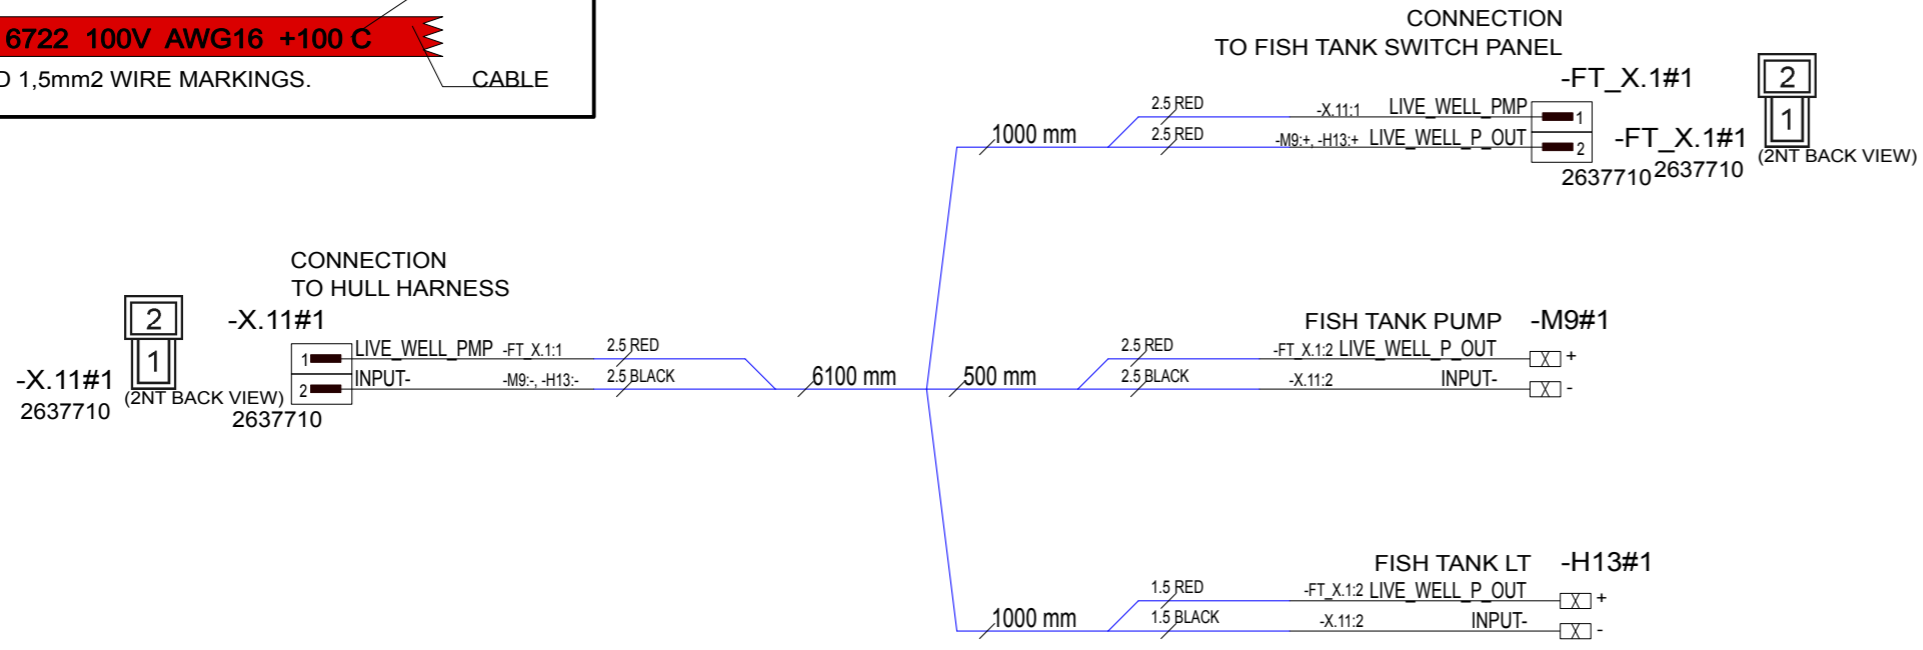 6722 100V AWG16 +100 C
D 1,5mm2 WIRE MARKINGS.
CABLE
CONNECTION
TO FISH TANK SWITCH PANEL
-FT_X.1#1
2
1
2.5 RED
-X.11:1
LIVE_WELL_PMP
1
1000 mm
2.5 RED
-M9:+, -H13:+
LIVE_WELL_P_OUT
2
-FT_X.1#1
(2NT BACK VIEW)
2637710
2637710
CONNECTION
TO HULL HARNESS
2
1
-X.11#1
-X.11#1
2637710
(2NT BACK VIEW)
1
LIVE_WELL_PMP
-FT_X.1:1
2.5 RED
2
INPUT-
-M9:-, -H13:-
2.5 BLACK
2637710
6100 mm
500 mm
FISH TANK PUMP
-M9#1
2.5 RED
-FT_X.1:2
LIVE_WELL_P_OUT
X
+
2.5 BLACK
-X.11:2
INPUT-
X
-
FISH TANK LT
-H13#1
1.5 RED
-FT_X.1:2
LIVE_WELL_P_OUT
X
+
1000 mm
1.5 BLACK
-X.11:2
INPUT-
X
-